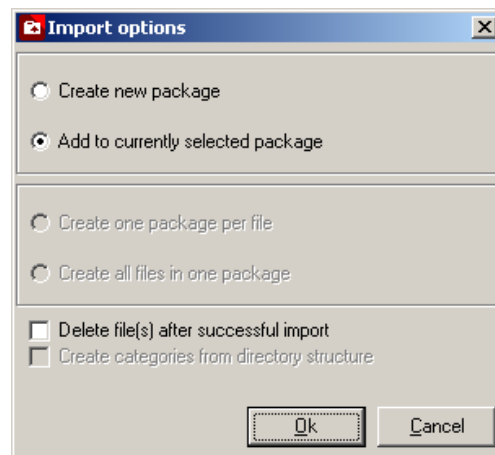 Import options
Create new package
Add to currently selected package
Create one package per file
Create all files in one package
Delete file(s) after successful import
Create categories from directory structure
Ok
Cancel